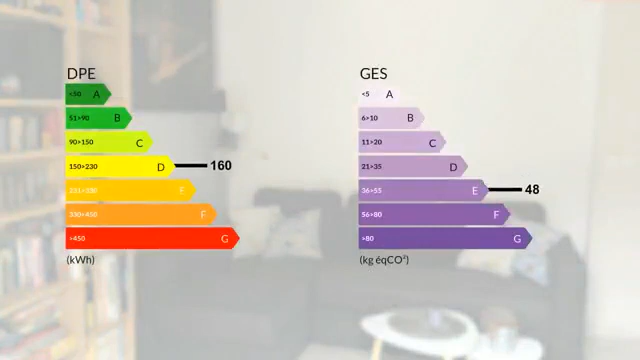 DPE
<50 A
51>90 B
90>150 C
150>230 D
160
231>330 F
330>450 F
>450 G
(kWh)
GES
<5 A
6>10 B
11>20 C
21>35 D
36>55 E
48
56>80 F
>80 G
(kg éqCO²)